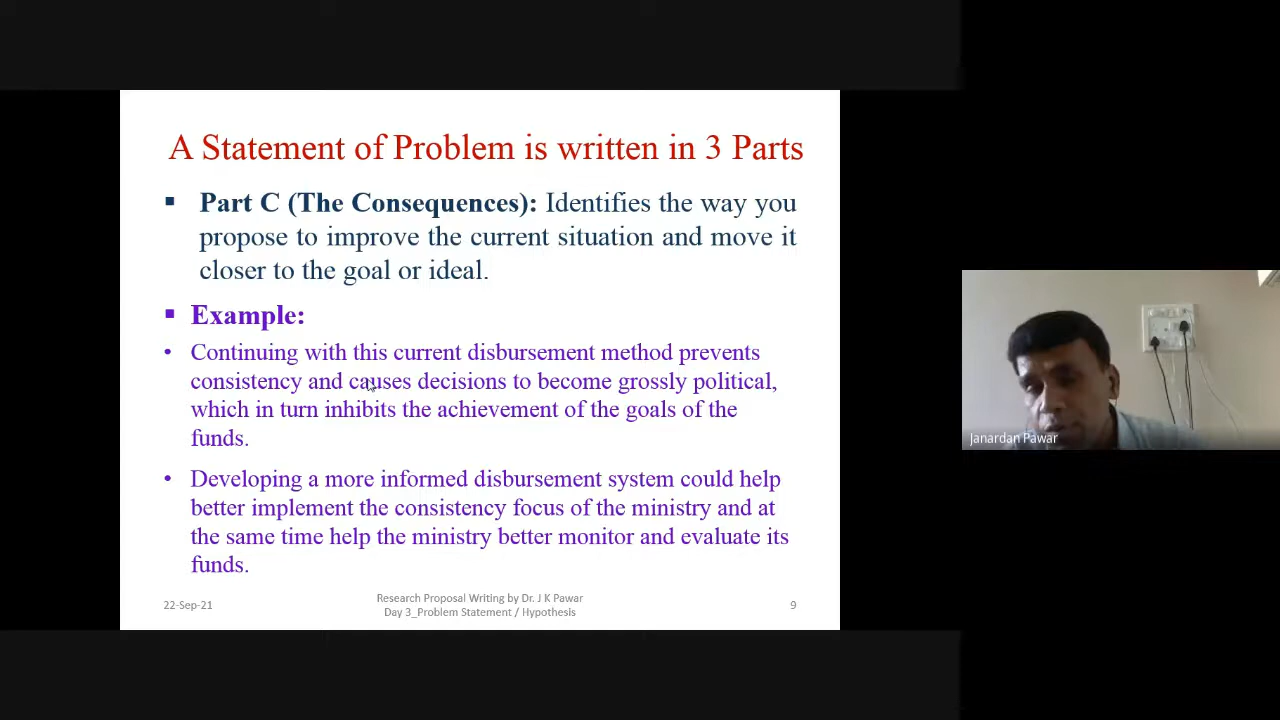 A Statement of Problem is written in 3 Parts
▪ Part C (The Consequences): Identifies the way you
propose to improve the current situation and move it
closer to the goal or ideal.
▪ Example:
• Continuing with this current disbursement method prevents
consistency and causes decisions to become grossly political,
which in turn inhibits the achievement of the goals of the
funds.
• Developing a more informed disbursement system could help
better implement the consistency focus of the ministry and at
the same time help the ministry better monitor and evaluate its
funds.
22-Sep-21
Research Proposal Writing by Dr. J K Pawar
Day 3_Problem Statement / Hypothesis
9
Janardan Pawar